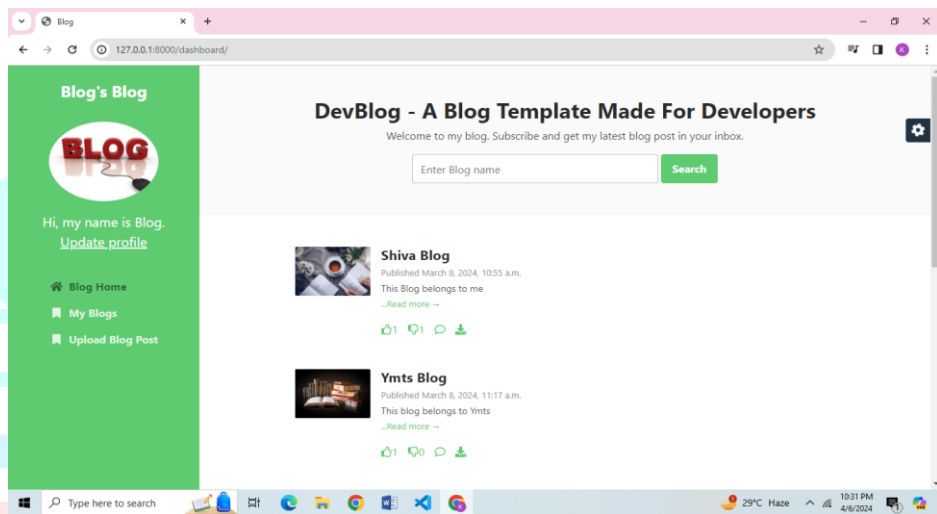 Blog
127.0.0.1:8000/dashboard/
K
Blog's Blog
BLOG
Hi, my name is Blog.
Update profile
Blog Home
My Blogs
Upload Blog Post
DevBlog - A Blog Template Made For Developers
Welcome to my blog. Subscribe and get my latest blog post in your inbox.
Enter Blog name
Search
Shiva Blog
Published March 8, 2024, 10:55 a.m.
This Blog belongs to me
...Read more →
1 1
Ymts Blog
Published March 8, 2024, 11:17 a.m.
This blog belongs to Ymts
...Read more →
1 0
Type here to search
29°C Haze
10:31 PM
4/6/2024